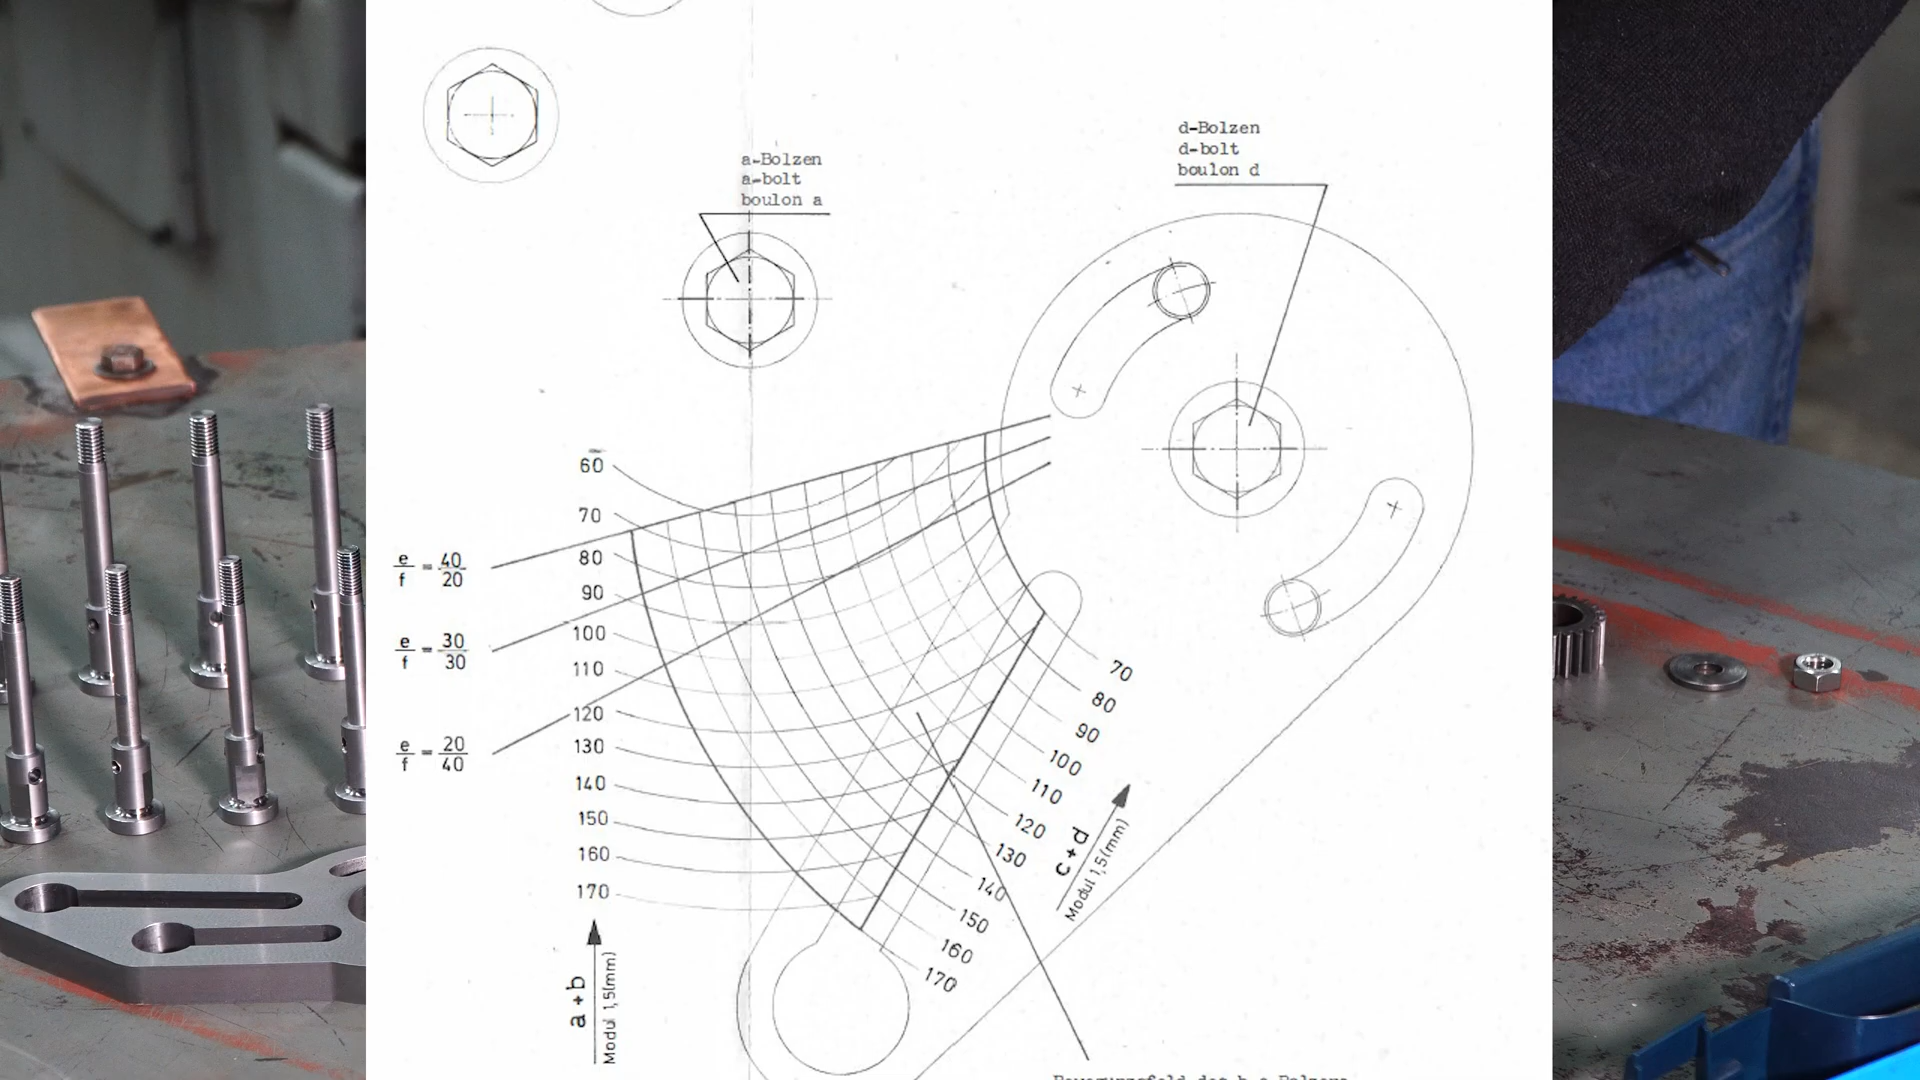 a-Bolzen
a-bolt
boulon a
d-Bolzen
d-bolt
boulon d
60
70
80
90
100
110
120
130
140
150
160
170
e/f = 40/20
e/f = 30/30
e/f = 20/40
a+b
Modul 1,5(mm)
70
80
90
100
110
120
130
140
150
160
170
c+d
Modul 1,5(mm)